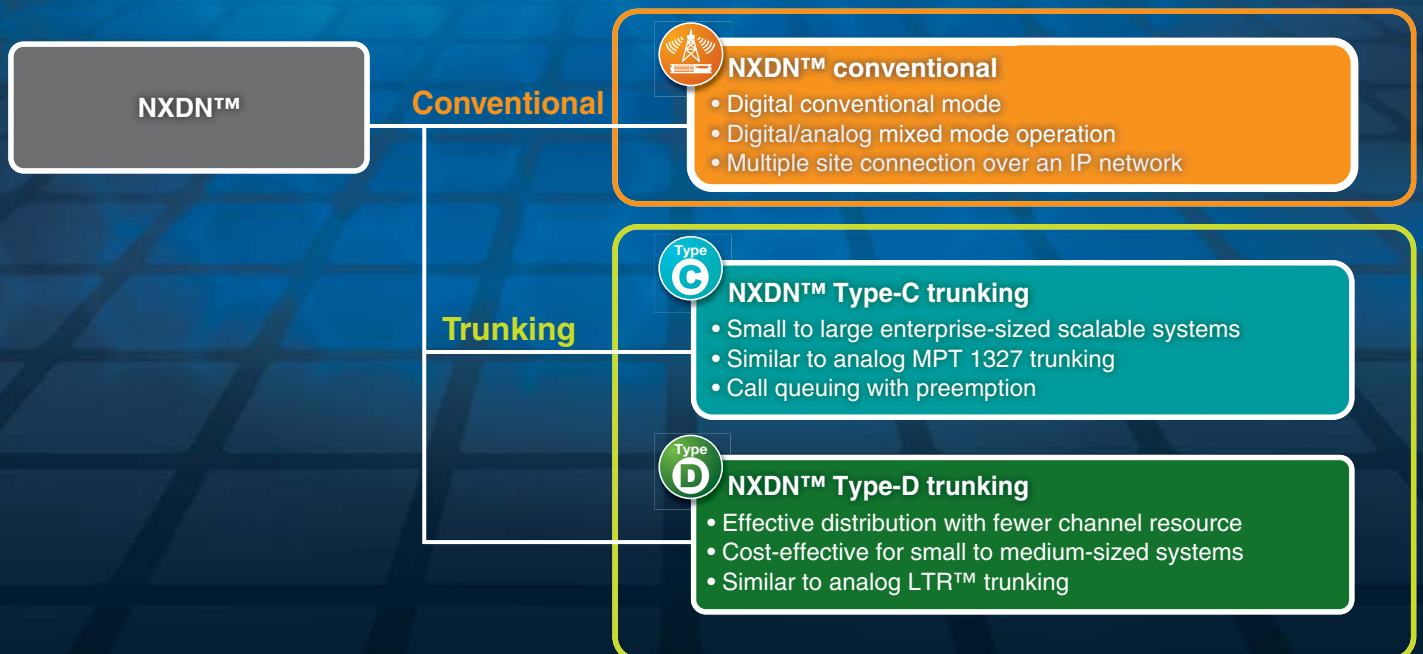 NXDN™
Conventional
NXDN™ conventional
• Digital conventional mode
• Digital/analog mixed mode operation
• Multiple site connection over an IP network
Trunking
Type
C
NXDN™ Type-C trunking
• Small to large enterprise-sized scalable systems
• Similar to analog MPT 1327 trunking
• Call queuing with preemption
Type
D
NXDN™ Type-D trunking
• Effective distribution with fewer channel resource
• Cost-effective for small to medium-sized systems
• Similar to analog LTR™ trunking